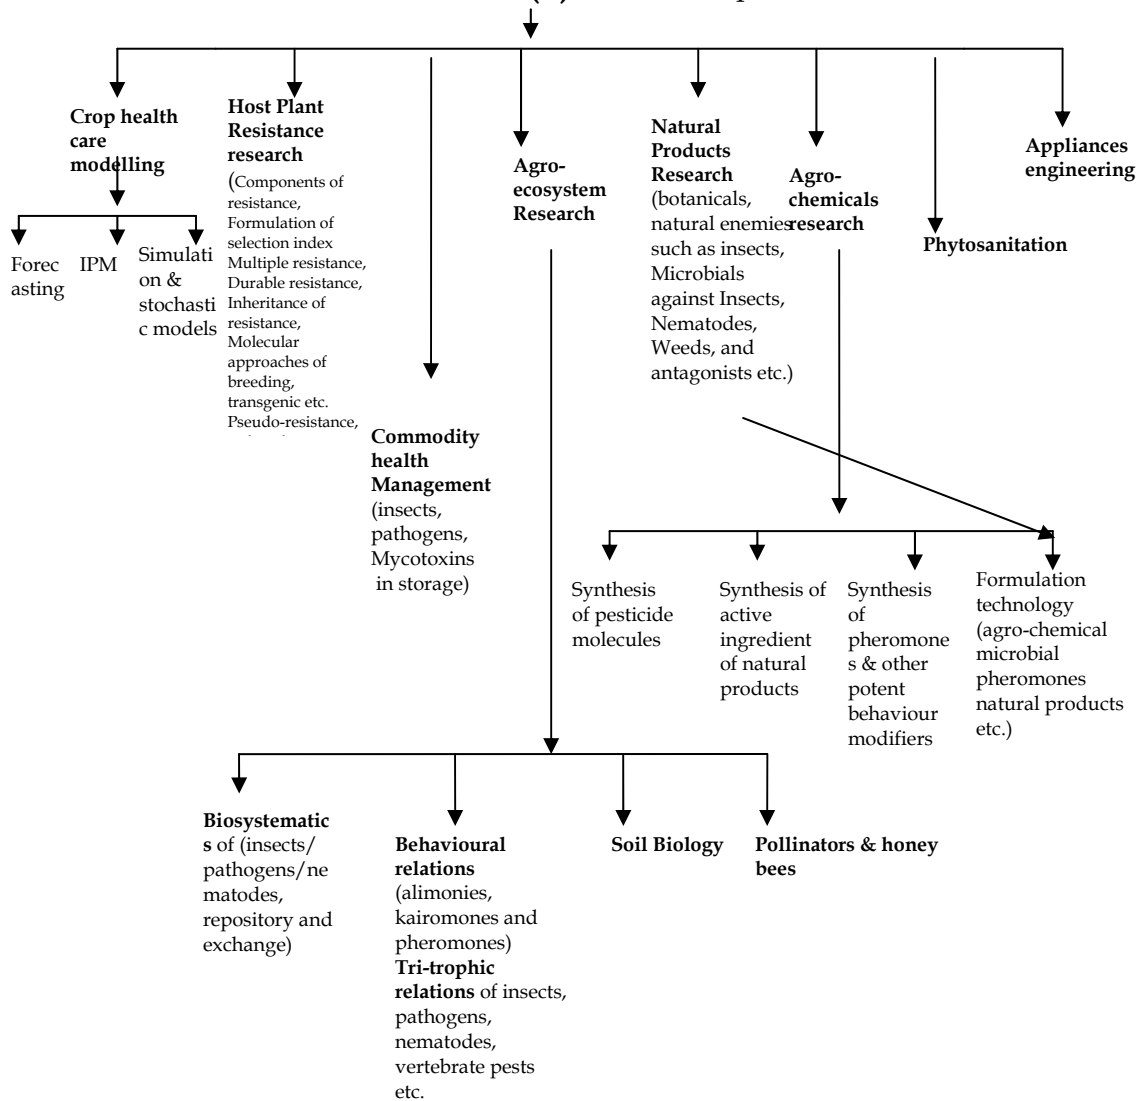 Crop health
care
modelling
Forec
asting
IPM
Simulati
on &
stochasti
c models
Host Plant
Resistance
research
(Components of
resistance,
Formulation of
selection index
Multiple resistance,
Durable resistance,
Inheritance of
resistance,
Molecular
approaches of
breeding,
transgenic etc.
Pseudo-resistance,
Commodity
health
Management
(insects,
pathogens,
Mycotoxins
in storage)
Agro-
ecosystem
Research
Natural
Products
Research
(botanicals,
natural enemies
such as insects,
Microbials
against Insects,
Nematodes,
Weeds, and
antagonists etc.)
Agro-
chemicals
research
Phytosanitation
Appliances
engineering
Synthesis
of pesticide
molecules
Synthesis of
active
ingredient
of natural
products
Synthesis
of
pheromone
s & other
potent
behaviour
modifiers
Formulation
technology
(agro-chemical
microbial
pheromones
natural products
etc.)
Biosystematic
s of (insects/
pathogens/ne
matodes,
repository and
exchange)
Behavioural
relations
(alimonies,
kairomones and
pheromones)
Tri-trophic
relations of insects,
pathogens,
nematodes,
vertebrate pests
etc.
Soil Biology
Pollinators & honey
bees